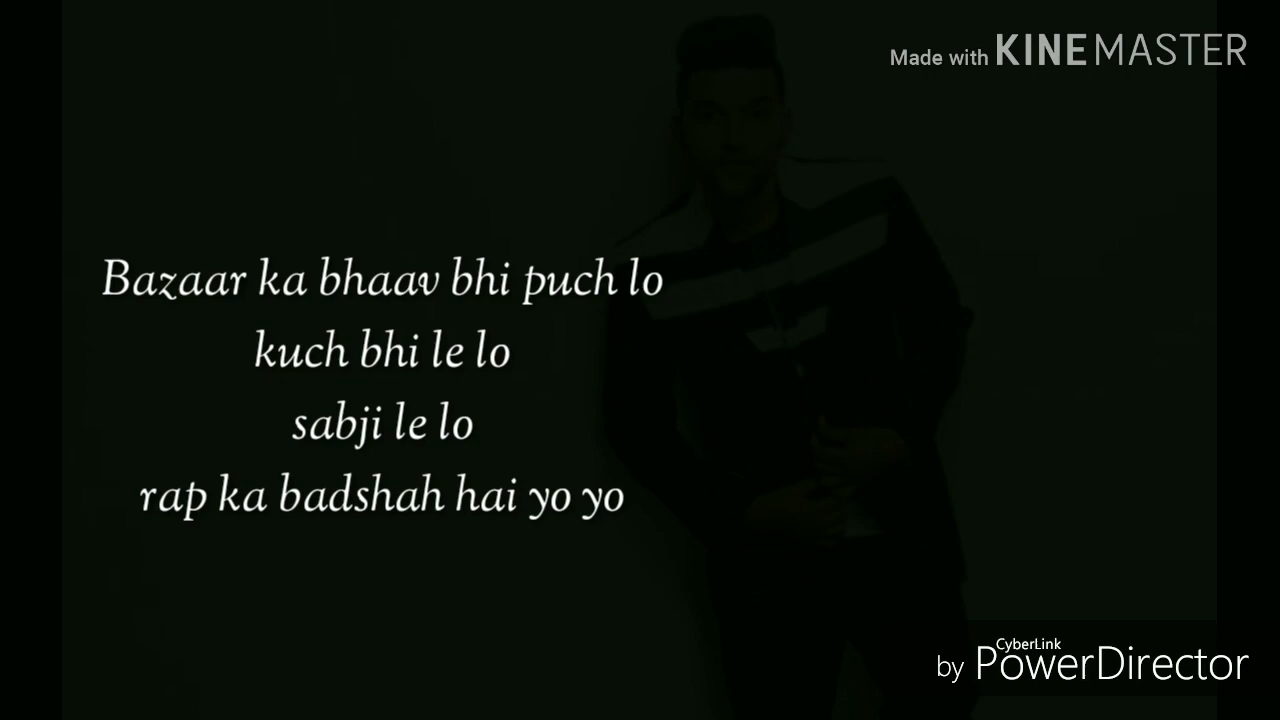 Made with KINEMASTER
Bazaar ka bhaav bhi puch lo
kuch bhi le lo
sabji le lo
rap ka badshah hai yo yo
CyberLink
by PowerDirector